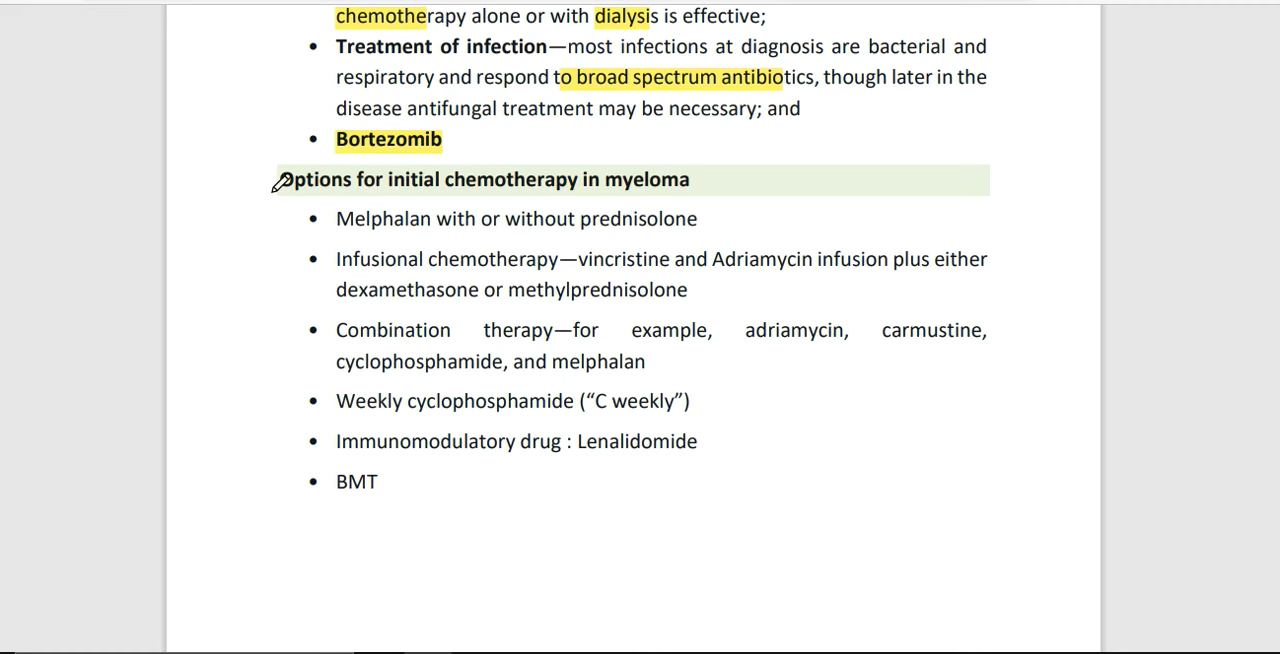 chemotherapy alone or with dialysis is effective;
• Treatment of infection—most infections at diagnosis are bacterial and
respiratory and respond to broad spectrum antibiotics, though later in the
disease antifungal treatment may be necessary; and
• Bortezomib
Options for initial chemotherapy in myeloma
• Melphalan with or without prednisolone
• Infusional chemotherapy—vincristine and Adriamycin infusion plus either
dexamethasone or methylprednisolone
• Combination therapy—for example, adriamycin, carmustine,
cyclophosphamide, and melphalan
• Weekly cyclophosphamide (“C weekly”)
• Immunomodulatory drug : Lenalidomide
• BMT